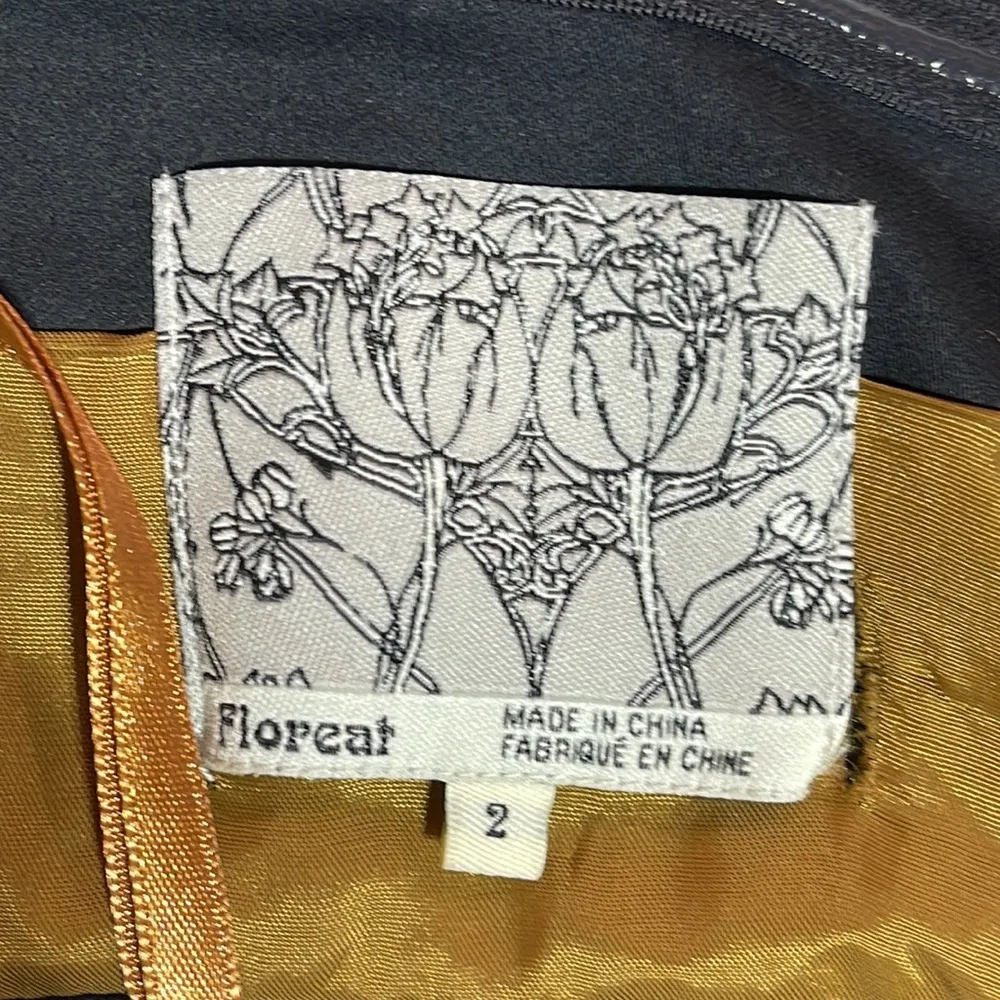 Floreat
MADE IN CHINA
FABRIQUÉ EN CHINE
2